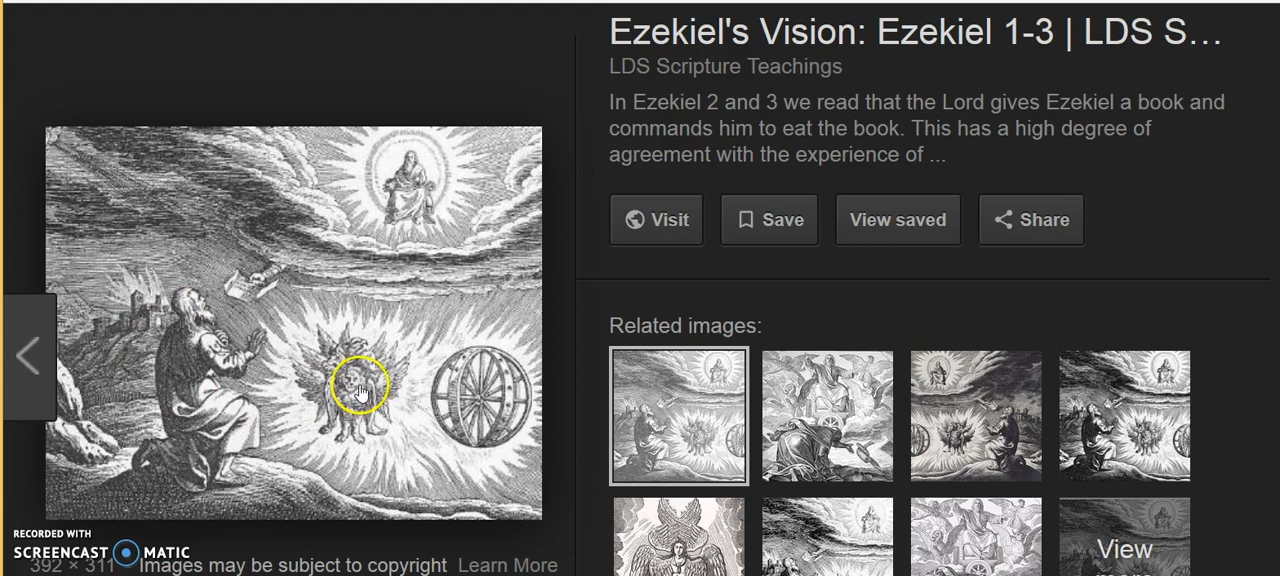 Ezekiel's Vision: Ezekiel 1-3 | LDS S...
LDS Scripture Teachings
In Ezekiel 2 and 3 we read that the Lord gives Ezekiel a book and
commands him to eat the book. This has a high degree of
agreement with the experience of ...
Visit
Save
View saved
Share
Related images:
View
RECORDED WITH
SCREENCAST MATIC
392 × 311
Images may be subject to copyright
Learn More